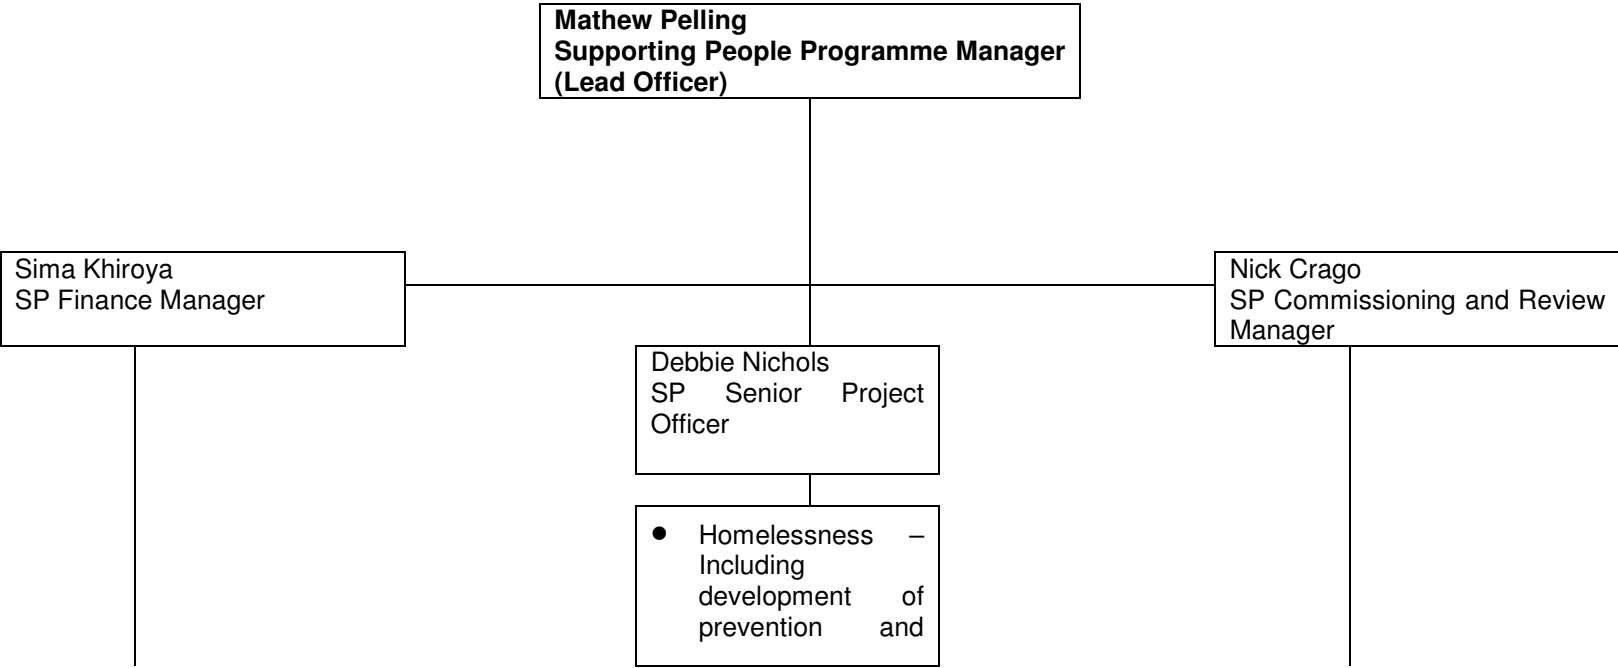 Mathew Pelling
Supporting People Programme Manager
(Lead Officer)
Sima Khiroya
SP Finance Manager
Nick Crago
SP Commissioning and Review
Manager
Debbie Nichols
SP Senior Project
Officer
● Homelessness –
Including
development of
prevention and